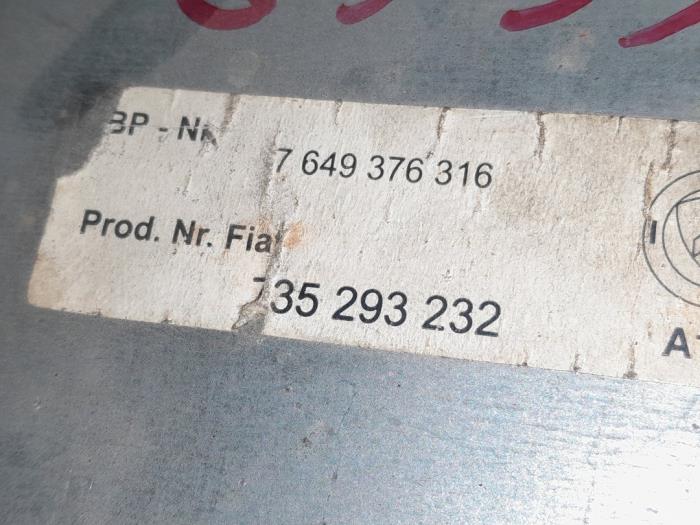 BP - Nr
7 649 376 316
Prod. Nr. Fiat
735 293 232